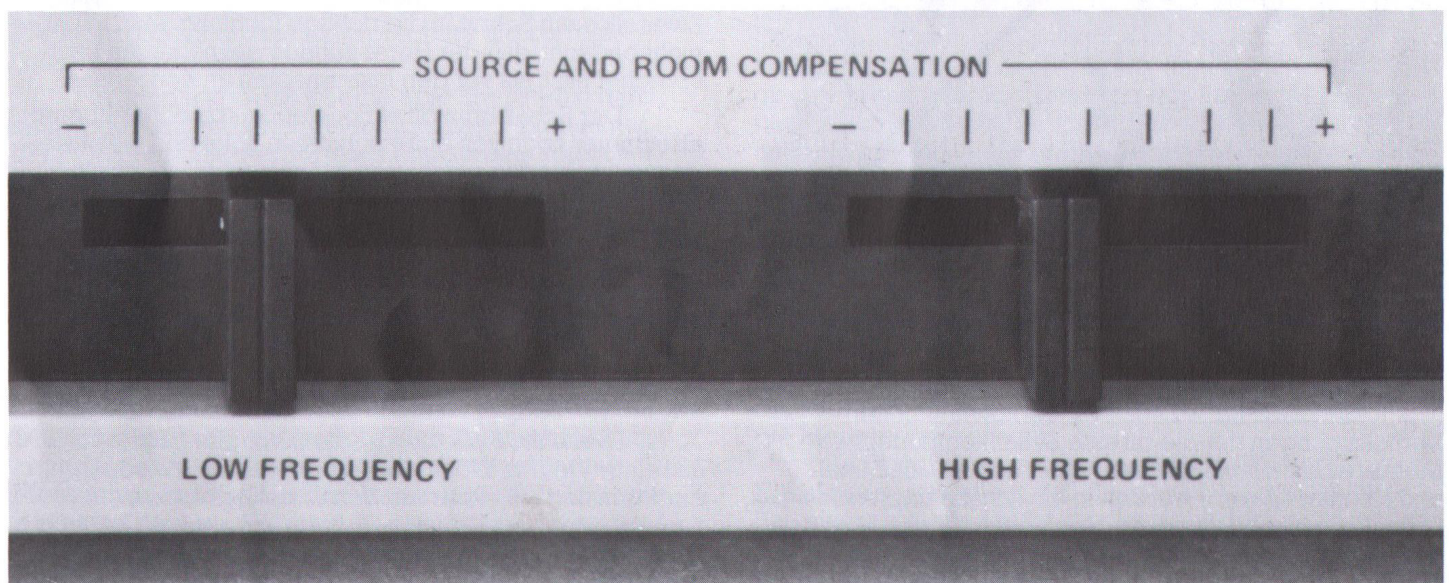 SOURCE AND ROOM COMPENSATION
− | | | | | | | +
− | | | | | | | +
LOW FREQUENCY
HIGH FREQUENCY